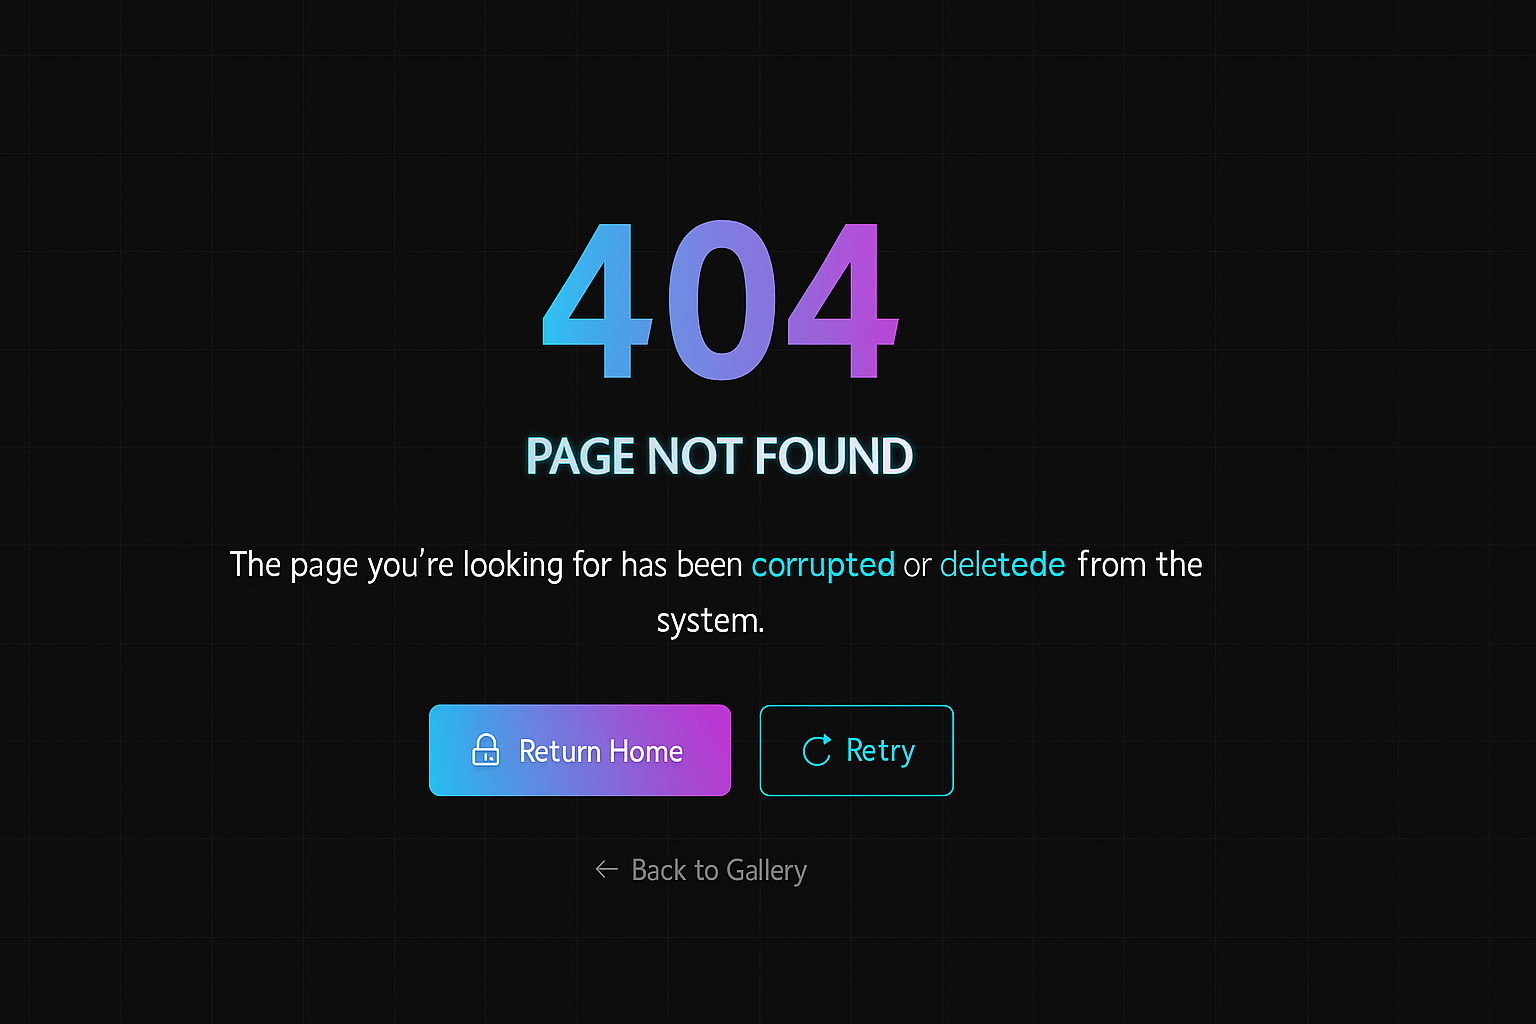 404
PAGE NOT FOUND
The page you’re looking for has been corrupted or deletede from the
system.
Return Home
Retry
← Back to Gallery